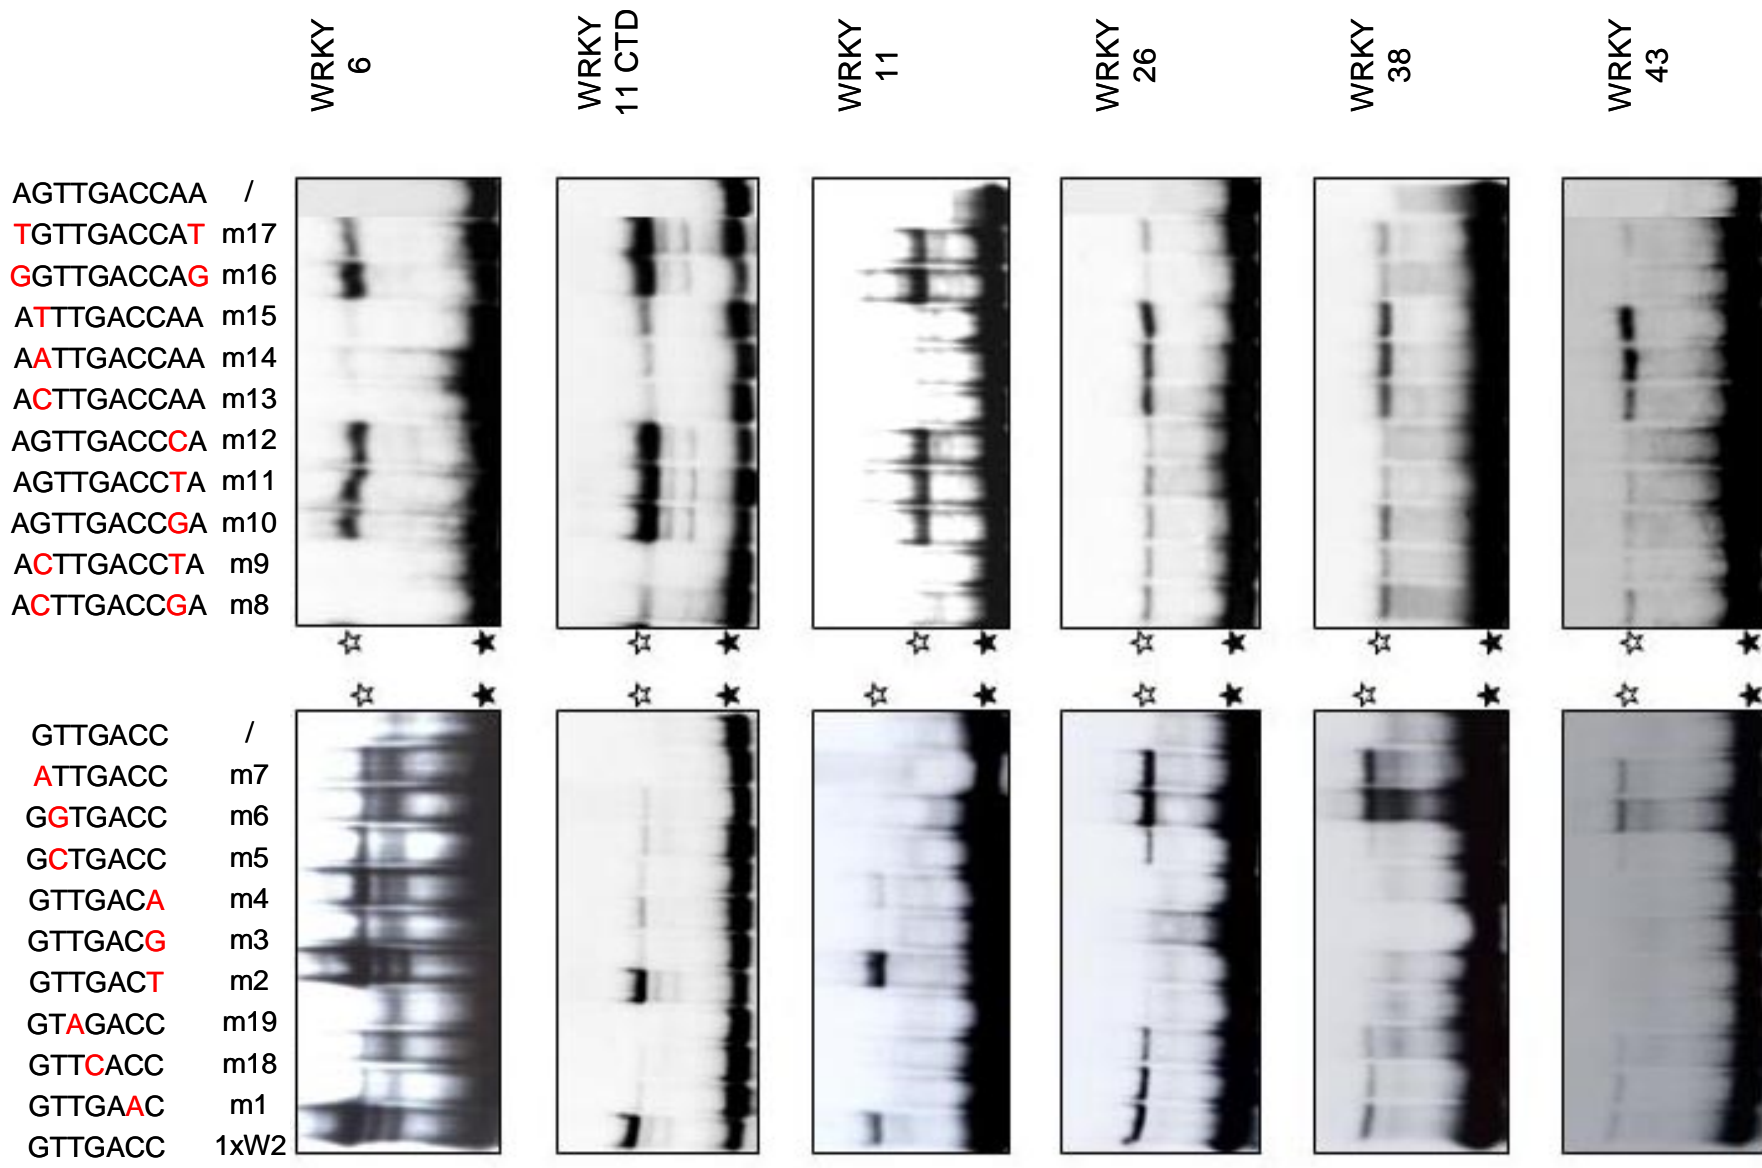 WRKY 6
WRKY 11 CTD
WRKY 11
WRKY 26
WRKY 38
WRKY 43
AGTTGACCAA /
TGTTGACCAT m17
GGTTGACCAG m16
ATTTGACCAA m15
AATTGACCAA m14
ACTTGACCAA m13
AGTTGACCCA m12
AGTTGACCTA m11
AGTTGACCGA m10
ACTTGACCTA m9
ACTTGACCGA m8
GTTGACC /
ATTGACC m7
GGTGACC m6
GCTGACC m5
GTTGACA m4
GTTGACG m3
GTTGACT m2
GTAGACC m19
GTTCACC m18
GTTGAAC m1
GTTGACC 1xW2